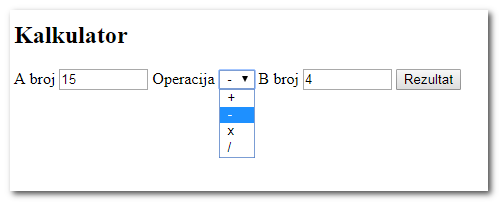 Kalkulator
A broj 15 Operacija - B broj 4 Rezultat
+
-
x
/